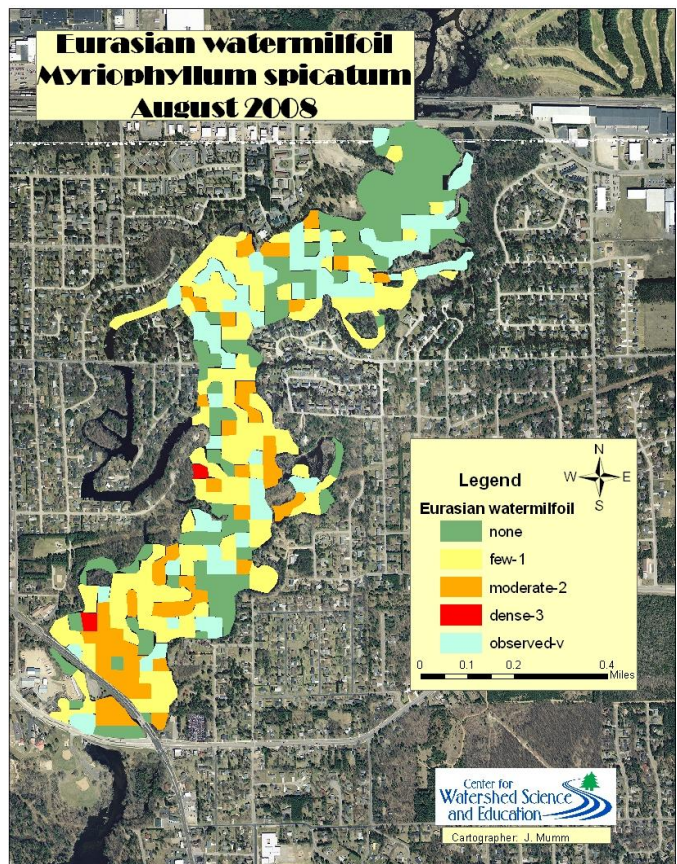 Eurasian watermilfoil
Myriophyllum spicatum
August 2008
N
W E
S
Legend
Eurasian watermilfoil
none
few-1
moderate-2
dense-3
observed-v
0 0.1 0.2 0.4
Miles
Center for
Watershed Science
and Education
Cartographer: J. Mumm